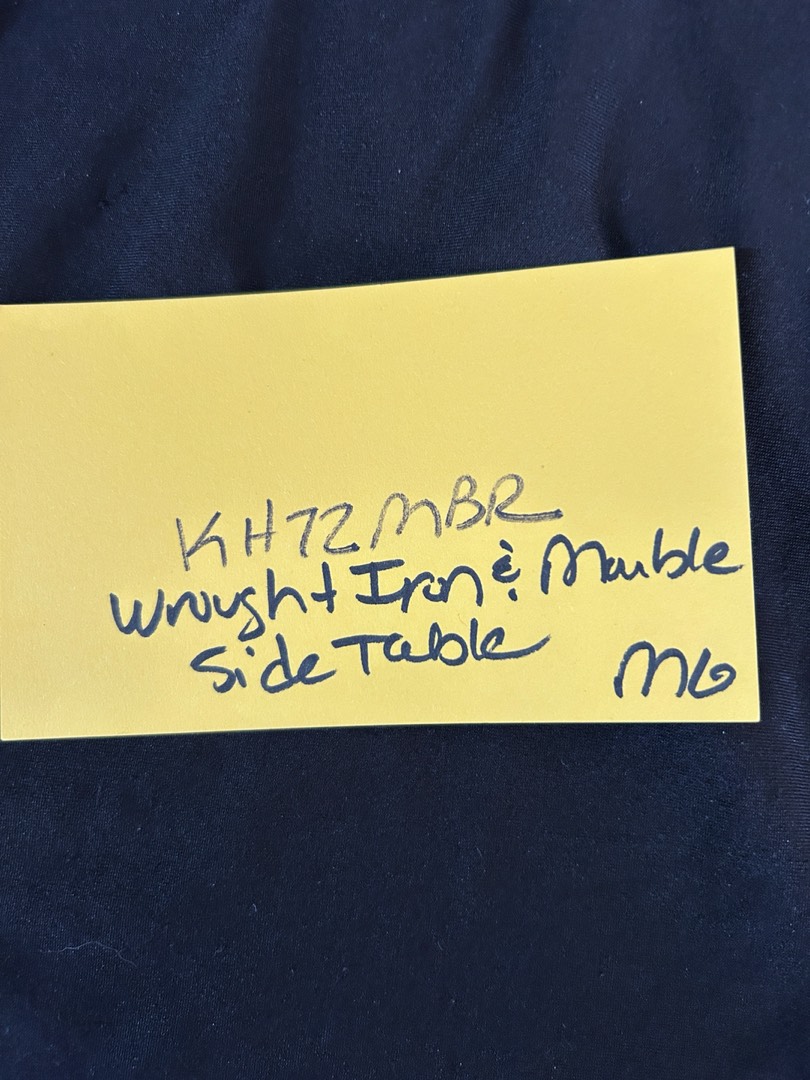 KH72MBR
Wrought Iron & Marble
Side Table
MG